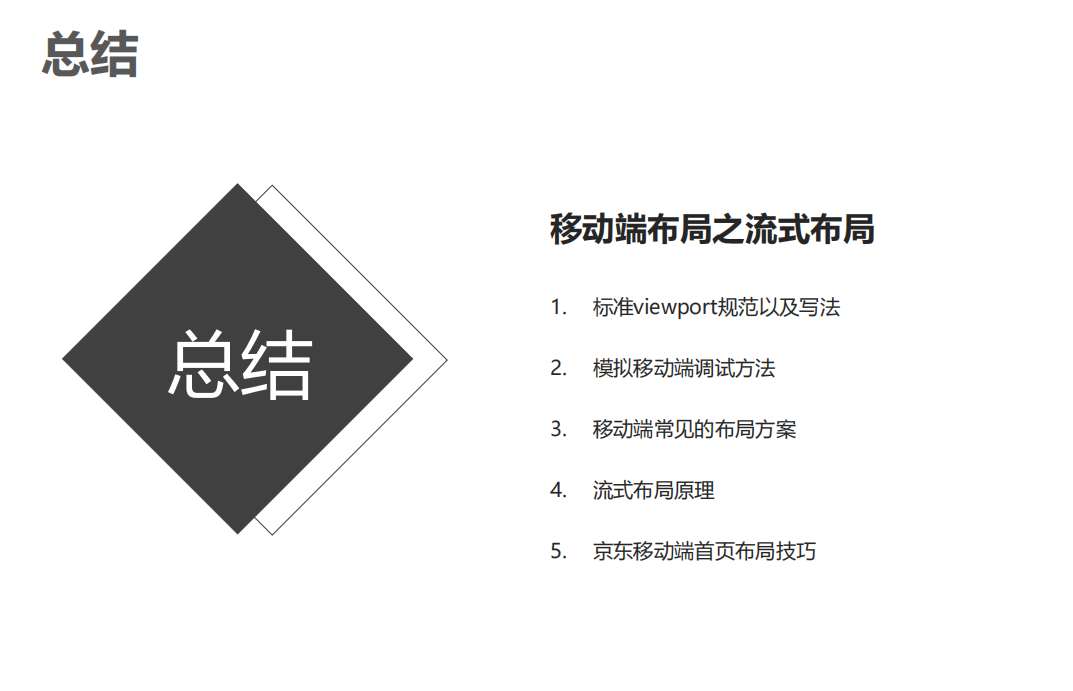 总结
总结
移动端布局之流式布局
1. 标准viewport规范以及写法
2. 模拟移动端调试方法
3. 移动端常见的布局方案
4. 流式布局原理
5. 京东移动端首页布局技巧